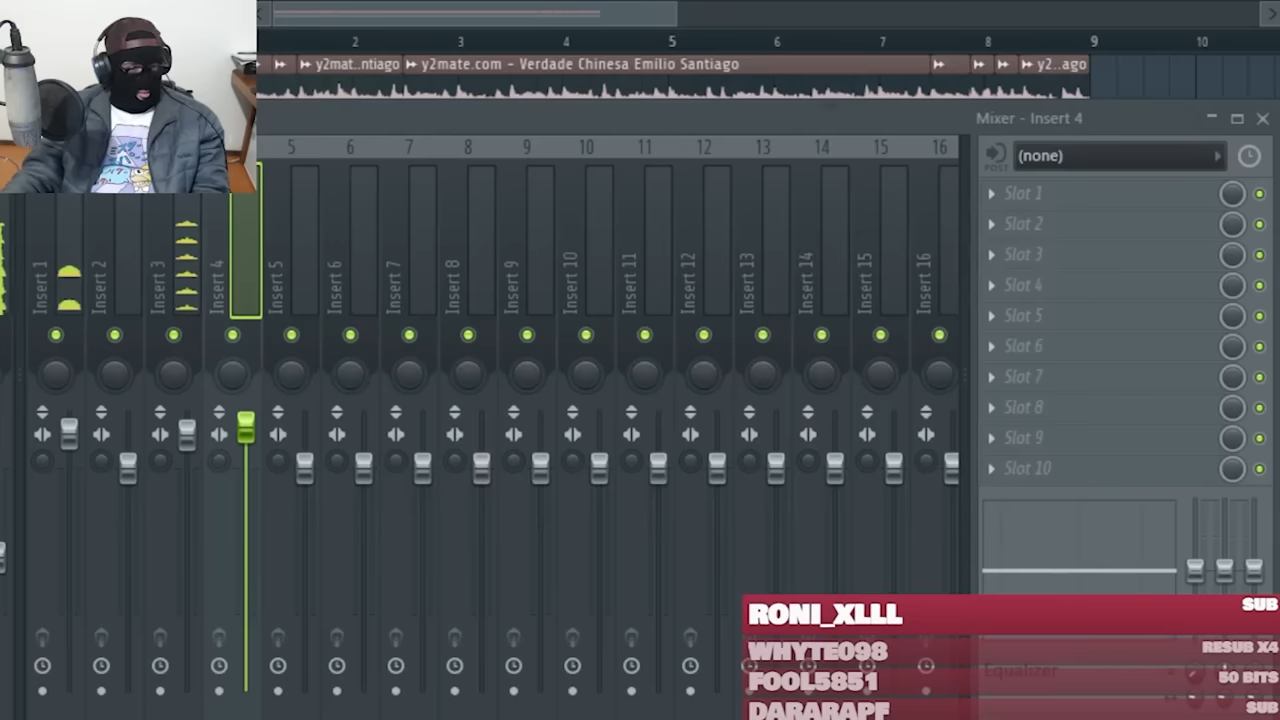 2 3 4 5 6 7 8 9 10
y2mat..ntiago y2mate.com - Verdade Chinesa Emílio Santiago y2..ago
Mixer - Insert 4
5 6 7 8 9 10 11 12 13 14 15 16
POST (none)
Slot 1
Slot 2
Slot 3
Slot 4
Slot 5
Slot 6
Slot 7
Slot 8
Slot 9
Slot 10
Insert 1 Insert 2 Insert 3 Insert 4 Insert 5 Insert 6 Insert 7 Insert 8 Insert 9 Insert 10 Insert 11 Insert 12 Insert 13 Insert 14 Insert 15 Insert 16
RONI_XLLL SUB
WHYTE098 RESUB X4
Equalizer
FOOL5851 50 BITS
DARARAPF SUB